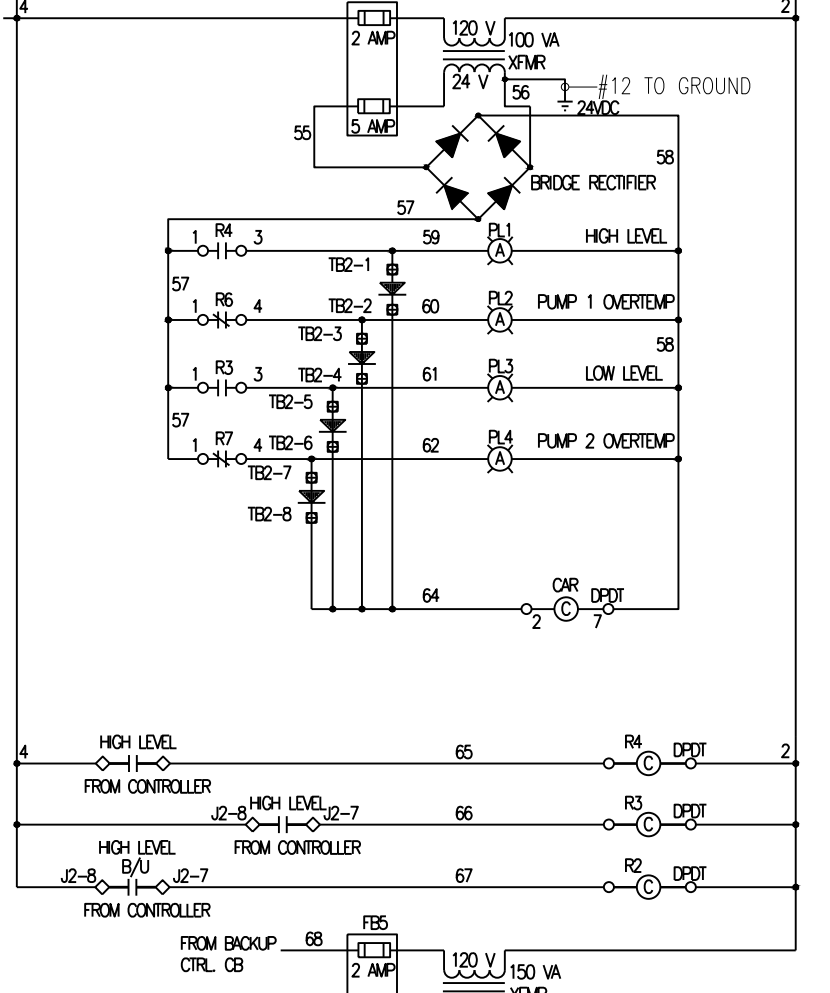 4
2
2 AMP
120 V
100 VA
XFMR
24 V
56
#12 TO GROUND
24VDC
55
5 AMP
58
BRIDGE RECTIFIER
57
1 R4 3
59
PL1
A
HIGH LEVEL
TB2-1
57
1 R6 4
TB2-2
60
PL2
A
PUMP 1 OVERTEMP
TB2-3
58
1 R3 3
TB2-4
61
PL3
A
LOW LEVEL
TB2-5
57
1 R7 4
TB2-6
62
PL4
A
PUMP 2 OVERTEMP
TB2-7
TB2-8
64
CAR
DPDT
2
C
7
4
HIGH LEVEL
65
R4
C
DPDT
2
FROM CONTROLLER
J2-8
HIGH LEVEL
J2-7
66
R3
C
DPDT
FROM CONTROLLER
HIGH LEVEL
B/U
J2-8
J2-7
67
R2
C
DPDT
FROM CONTROLLER
FROM BACKUP
CTRL. CB
68
FB5
2 AMP
120 V
150 VA
XFMR